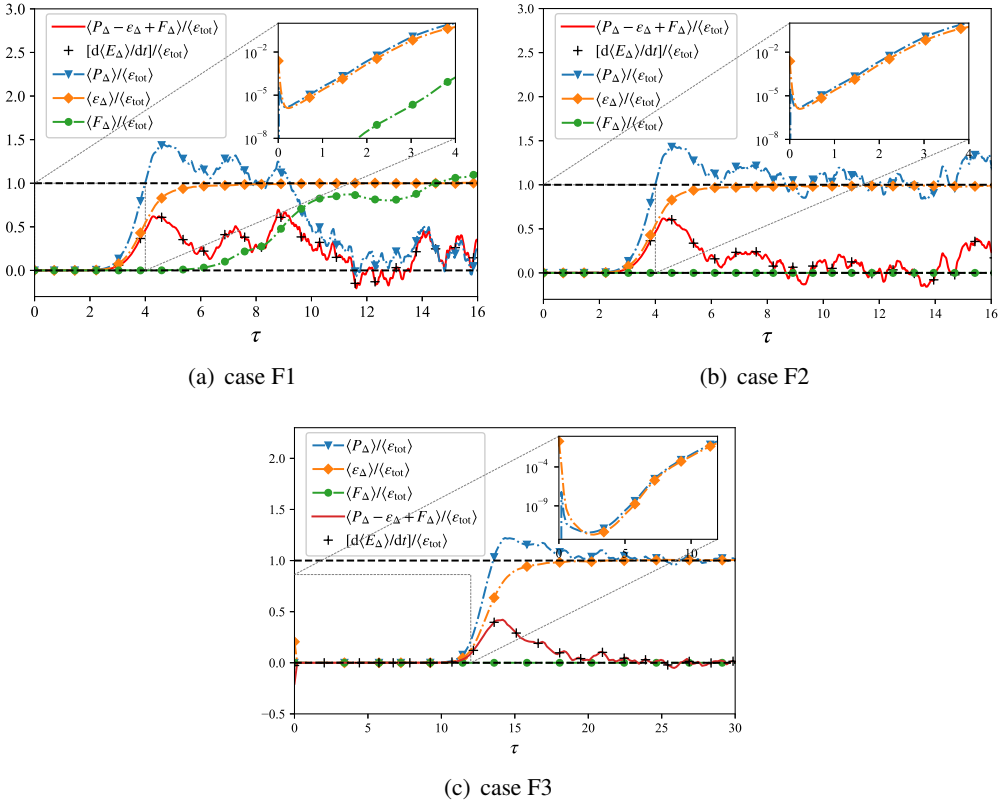 3.0
2.5
2.0
1.5
1.0
0.5
0.0
⟨P_Δ − ε_Δ + F_Δ⟩/⟨ε_tot⟩
[d⟨E_Δ⟩/dt]/⟨ε_tot⟩
⟨P_Δ⟩/⟨ε_tot⟩
⟨ε_Δ⟩/⟨ε_tot⟩
⟨F_Δ⟩/⟨ε_tot⟩
10⁻²
10⁻⁵
10⁻⁸
0 1 2 3 4
0 2 4 6 8 10 12 14 16
τ
(a) case F1
3.0
2.5
2.0
1.5
1.0
0.5
0.0
⟨P_Δ − ε_Δ + F_Δ⟩/⟨ε_tot⟩
[d⟨E_Δ⟩/dt]/⟨ε_tot⟩
⟨P_Δ⟩/⟨ε_tot⟩
⟨ε_Δ⟩/⟨ε_tot⟩
⟨F_Δ⟩/⟨ε_tot⟩
10⁻²
10⁻⁵
10⁻⁸
0 1 2 3 4
0 2 4 6 8 10 12 14 16
τ
(b) case F2
2.0
1.5
1.0
0.5
0.0
−0.5
⟨P_Δ⟩/⟨ε_tot⟩
⟨ε_Δ⟩/⟨ε_tot⟩
⟨F_Δ⟩/⟨ε_tot⟩
⟨P_Δ − ε_Δ + F_Δ⟩/⟨ε_tot⟩
[d⟨E_Δ⟩/dt]/⟨ε_tot⟩
10⁻⁴
10⁻⁹
0 5 10
0 5 10 15 20 25 30
τ
(c) case F3